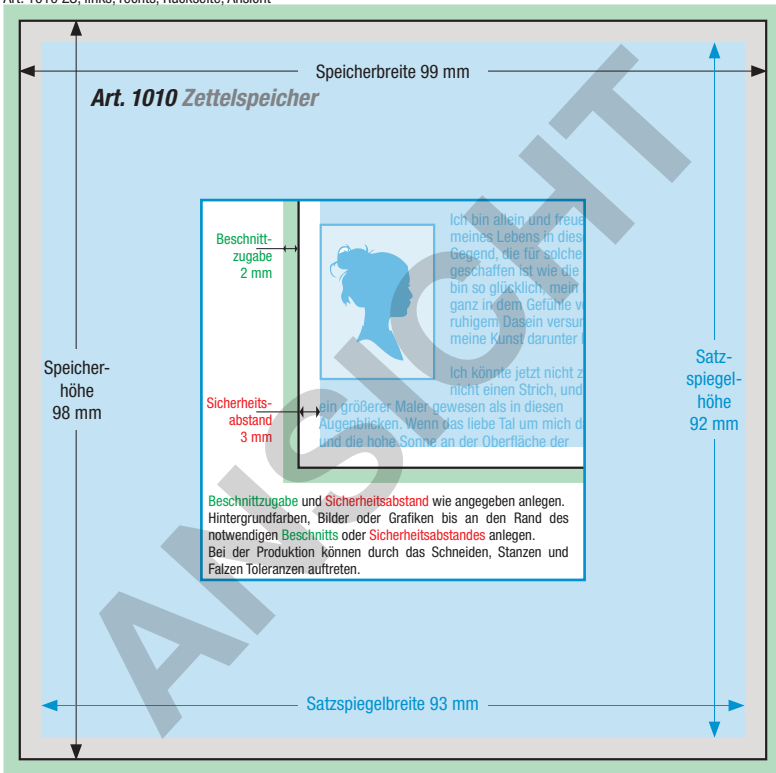 Speicherbreite 99 mm
Art. 1010 Zettelspeicher
Beschnitt-
zugabe
2 mm
Ich bin allein und freue
meines Lebens in diese
Gegend, die für solche
geschaffen ist wie die
bin so glücklich, mein
ganz in dem Gefühle v
ruhigem Dasein versun
meine Kunst darunter
Ich könnte jetzt nicht z
nicht einen Strich, und
ein größerer Maler gewesen als in diesen
Augenblicken. Wenn das liebe Tal um mich d
und die hohe Sonne an der Oberfläche der
Speicher-
höhe
98 mm
Sicherheits-
abstand
3 mm
Satz-
spiegel-
höhe
92 mm
Beschnittzugabe und Sicherheitsabstand wie angegeben anlegen.
Hintergrundfarben, Bilder oder Grafiken bis an den Rand des
notwendigen Beschnitts oder Sicherheitsabstandes anlegen.
Bei der Produktion können durch das Schneiden, Stanzen und
Falzen Toleranzen auftreten.
Satzspiegelbreite 93 mm
ANSICHT